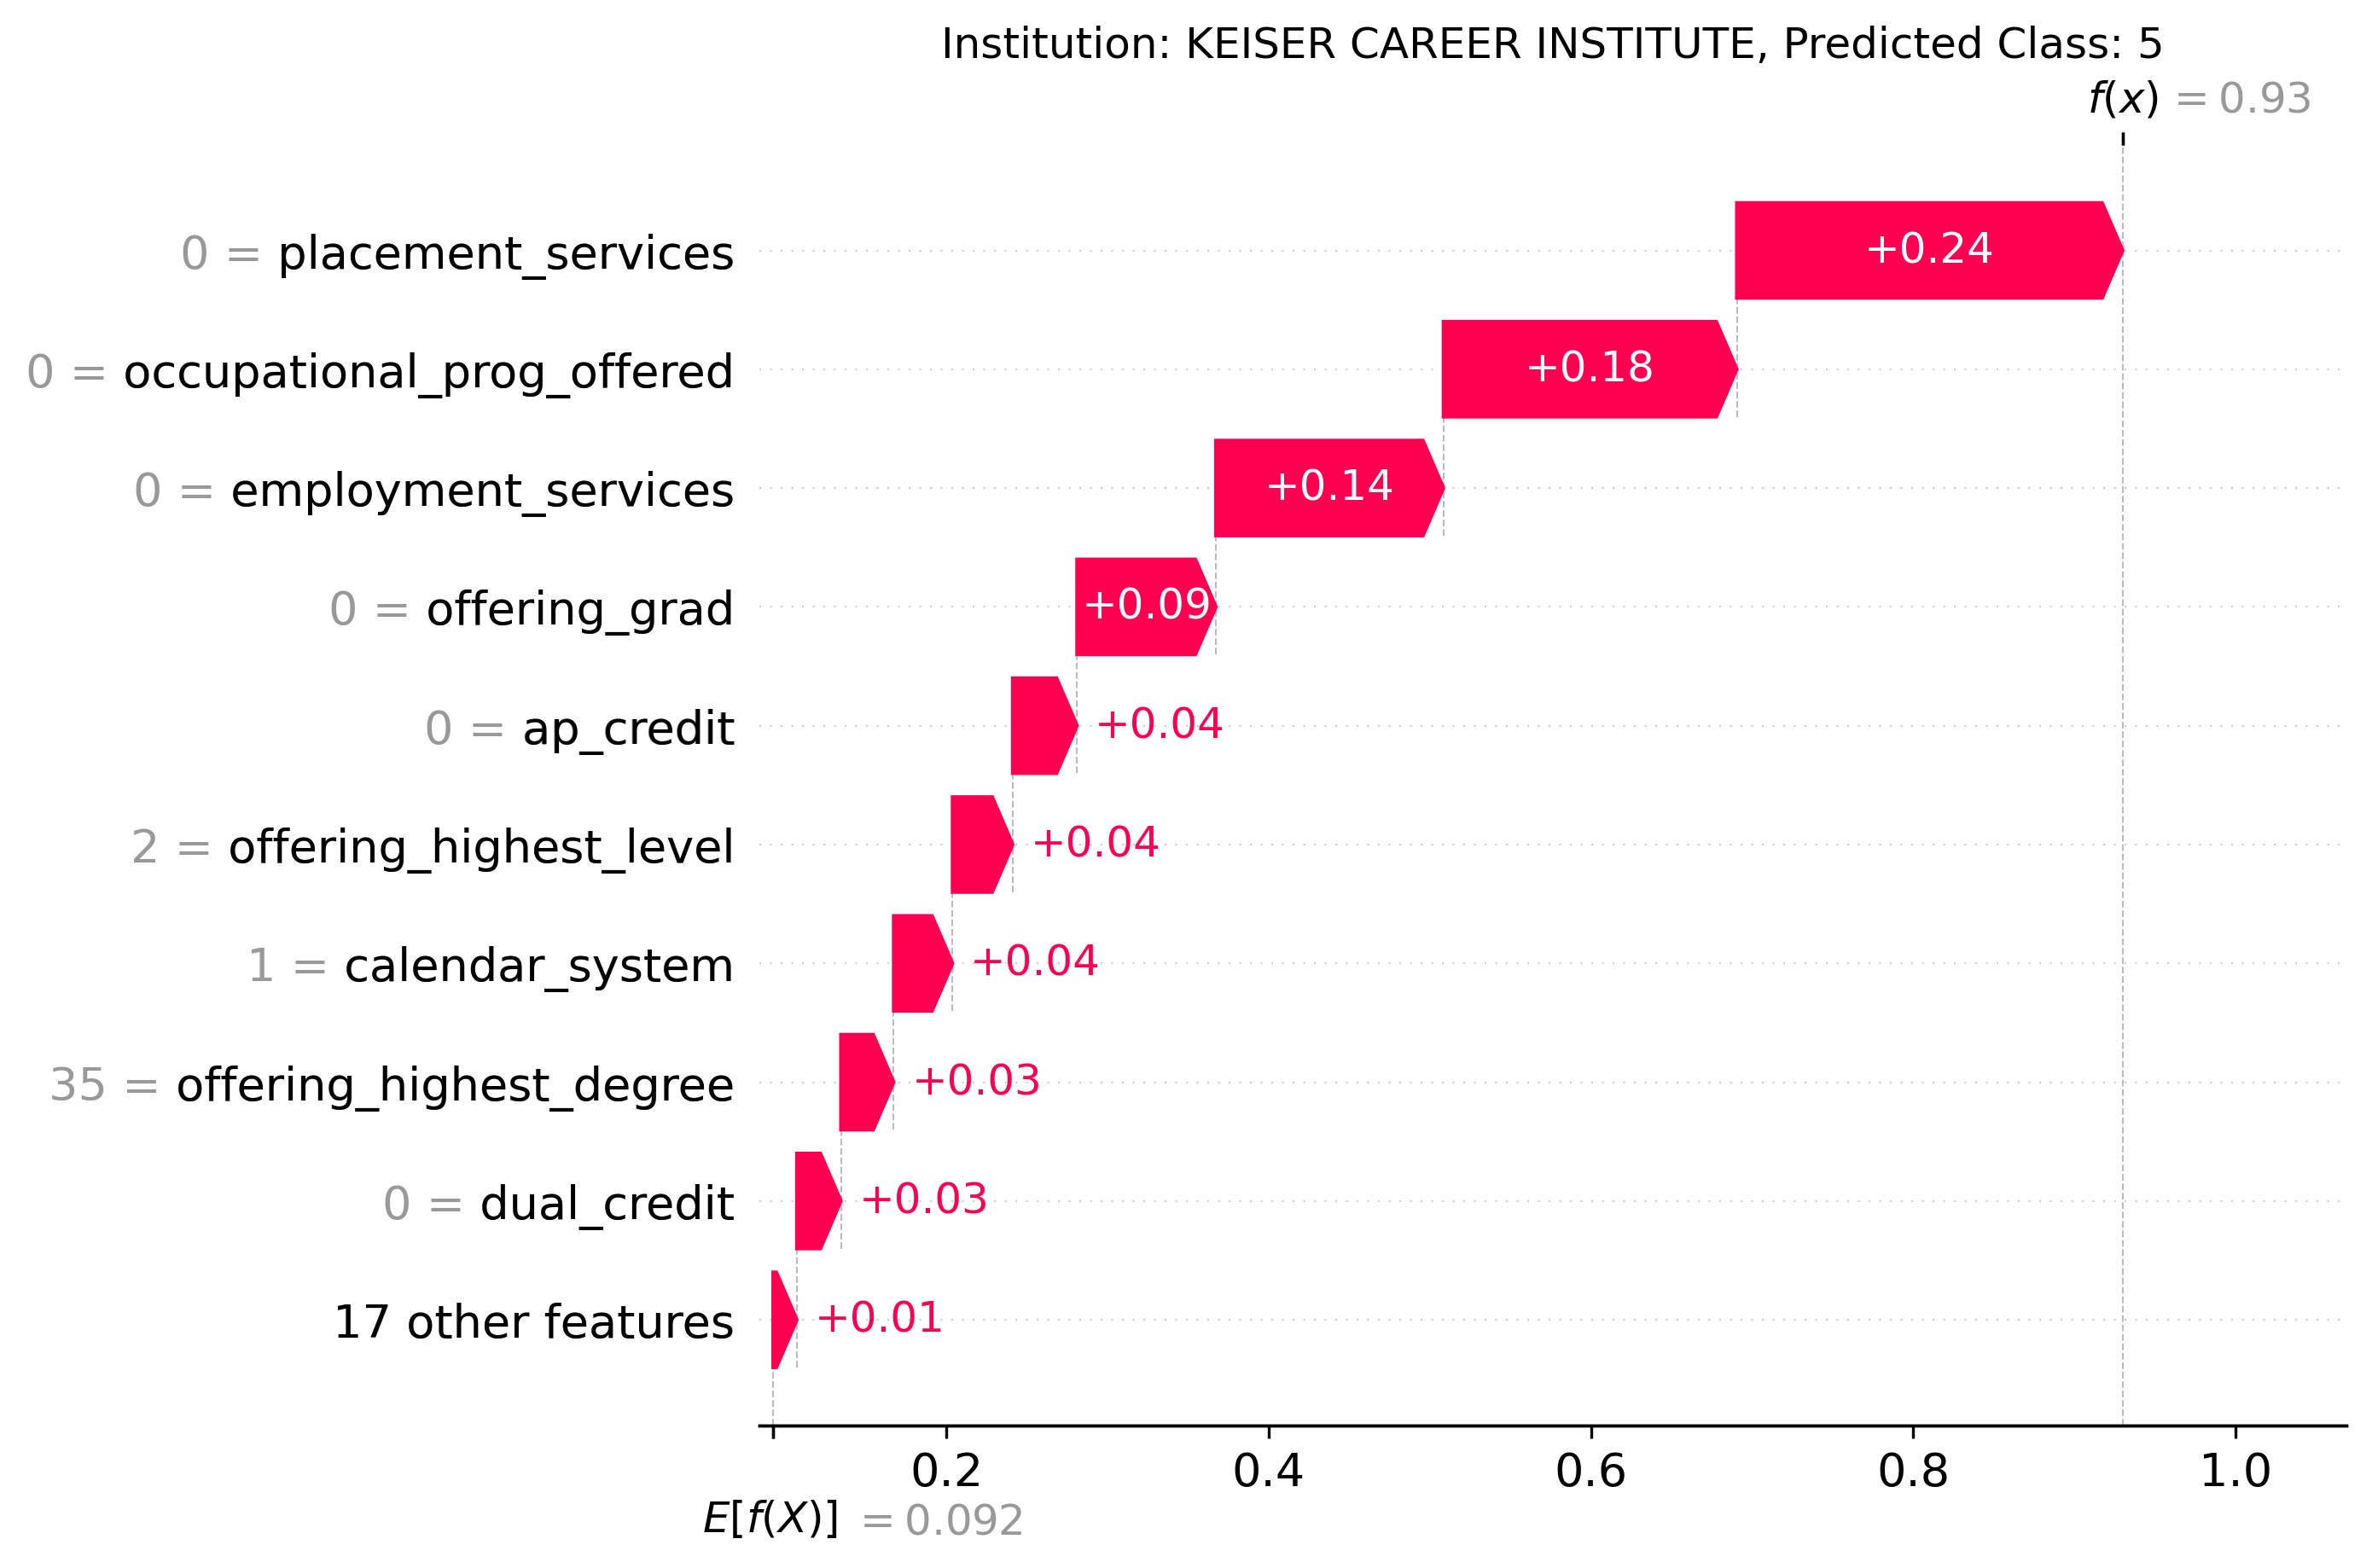 Institution: KEISER CAREER INSTITUTE, Predicted Class: 5
f(x) = 0.93
0 = placement_services +0.24
0 = occupational_prog_offered +0.18
0 = employment_services +0.14
0 = offering_grad +0.09
0 = ap_credit +0.04
2 = offering_highest_level +0.04
1 = calendar_system +0.04
35 = offering_highest_degree +0.03
0 = dual_credit +0.03
17 other features +0.01
0.2 0.4 0.6 0.8 1.0
E[f(X)] = 0.092